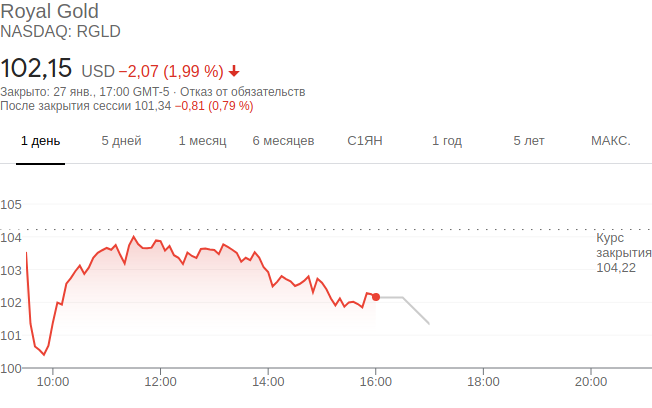 Royal Gold
NASDAQ: RGLD
102,15 USD −2,07 (1,99 %)
Закрыто: 27 янв., 17:00 GMT-5 · Отказ от обязательств
После закрытия сессии 101,34 −0,81 (0,79 %)
1 день 5 дней 1 месяц 6 месяцев С1ЯН 1 год 5 лет МАКС.
105
104
Курс
закрытия
104,22
103
102
101
100
10:00 12:00 14:00 16:00 18:00 20:00